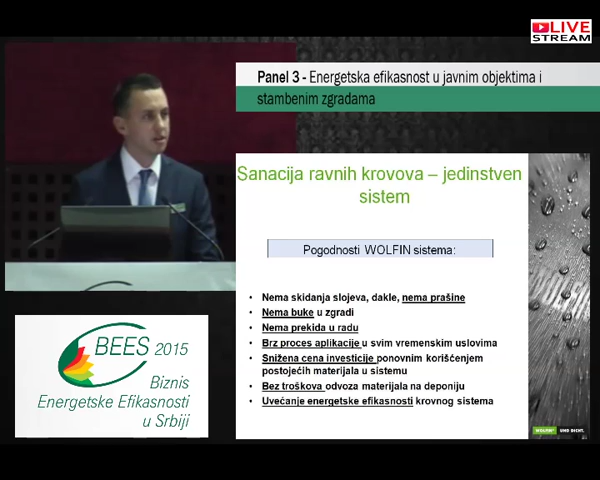 LIVE
STREAM
Panel 3 - Energetska efikasnost u javnim objektima i
stambenim zgradama
Sanacija ravnih krovova – jedinstven
sistem
Pogodnosti WOLFIN sistema:
• Nema skidanja slojeva, dakle, nema prašine
• Nema buke u zgradi
• Nema prekida u radu
• Brz proces aplikacije u svim vremenskim uslovima
• Snižena cena investicije ponovnim korišćenjem
postojećih materijala u sistemu
• Bez troškova odvoza materijala na deponiju
• Uvećanje energetske efikasnosti krovnog sistema
WOLFIN UND DICHT.
BEES 2015
Biznis
Energetske Efikasnosti
u Srbiji